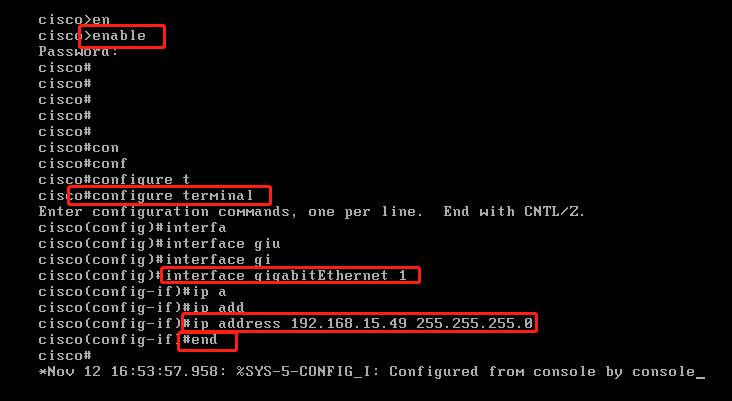 cisco>en
cisco>enable
Password:
cisco#
cisco#
cisco#
cisco#
cisco#
cisco#con
cisco#conf
cisco#configure t
cisco#configure terminal
Enter configuration commands, one per line.  End with CNTL/Z.
cisco(config)#interfa
cisco(config)#interface giu
cisco(config)#interface gi
cisco(config)#interface gigabitEthernet 1
cisco(config-if)#ip a
cisco(config-if)#ip add
cisco(config-if)#ip address 192.168.15.49 255.255.255.0
cisco(config-if)#end
cisco#
*Nov 12 16:53:57.958: %SYS-5-CONFIG_I: Configured from console by console_